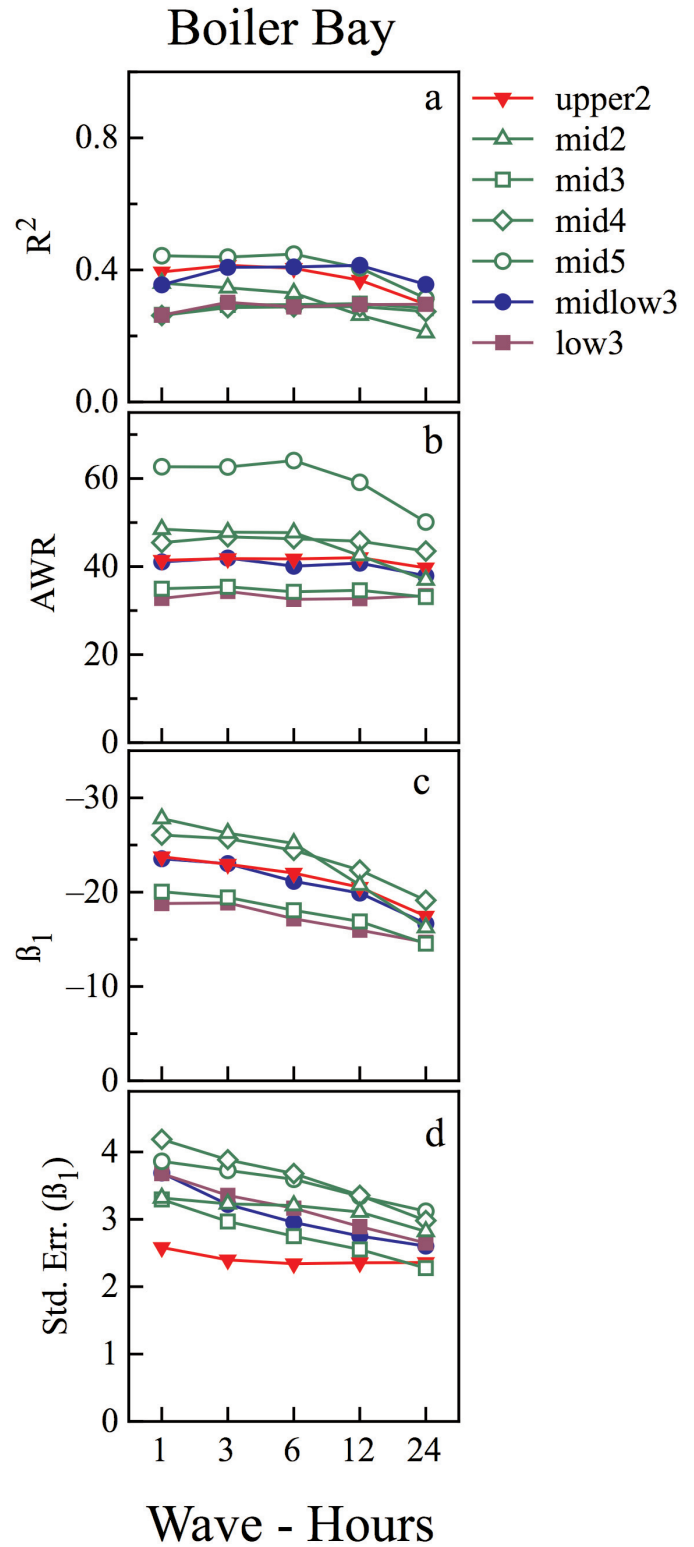 Boiler Bay
a
0.8
0.4
0.0
R²
upper2
mid2
mid3
mid4
mid5
midlow3
low3
b
60
40
20
0
AWR
c
–30
–20
–10
0
ß₁
d
4
3
2
1
0
Std. Err. (ß₁)
1 3 6 12 24
Wave - Hours